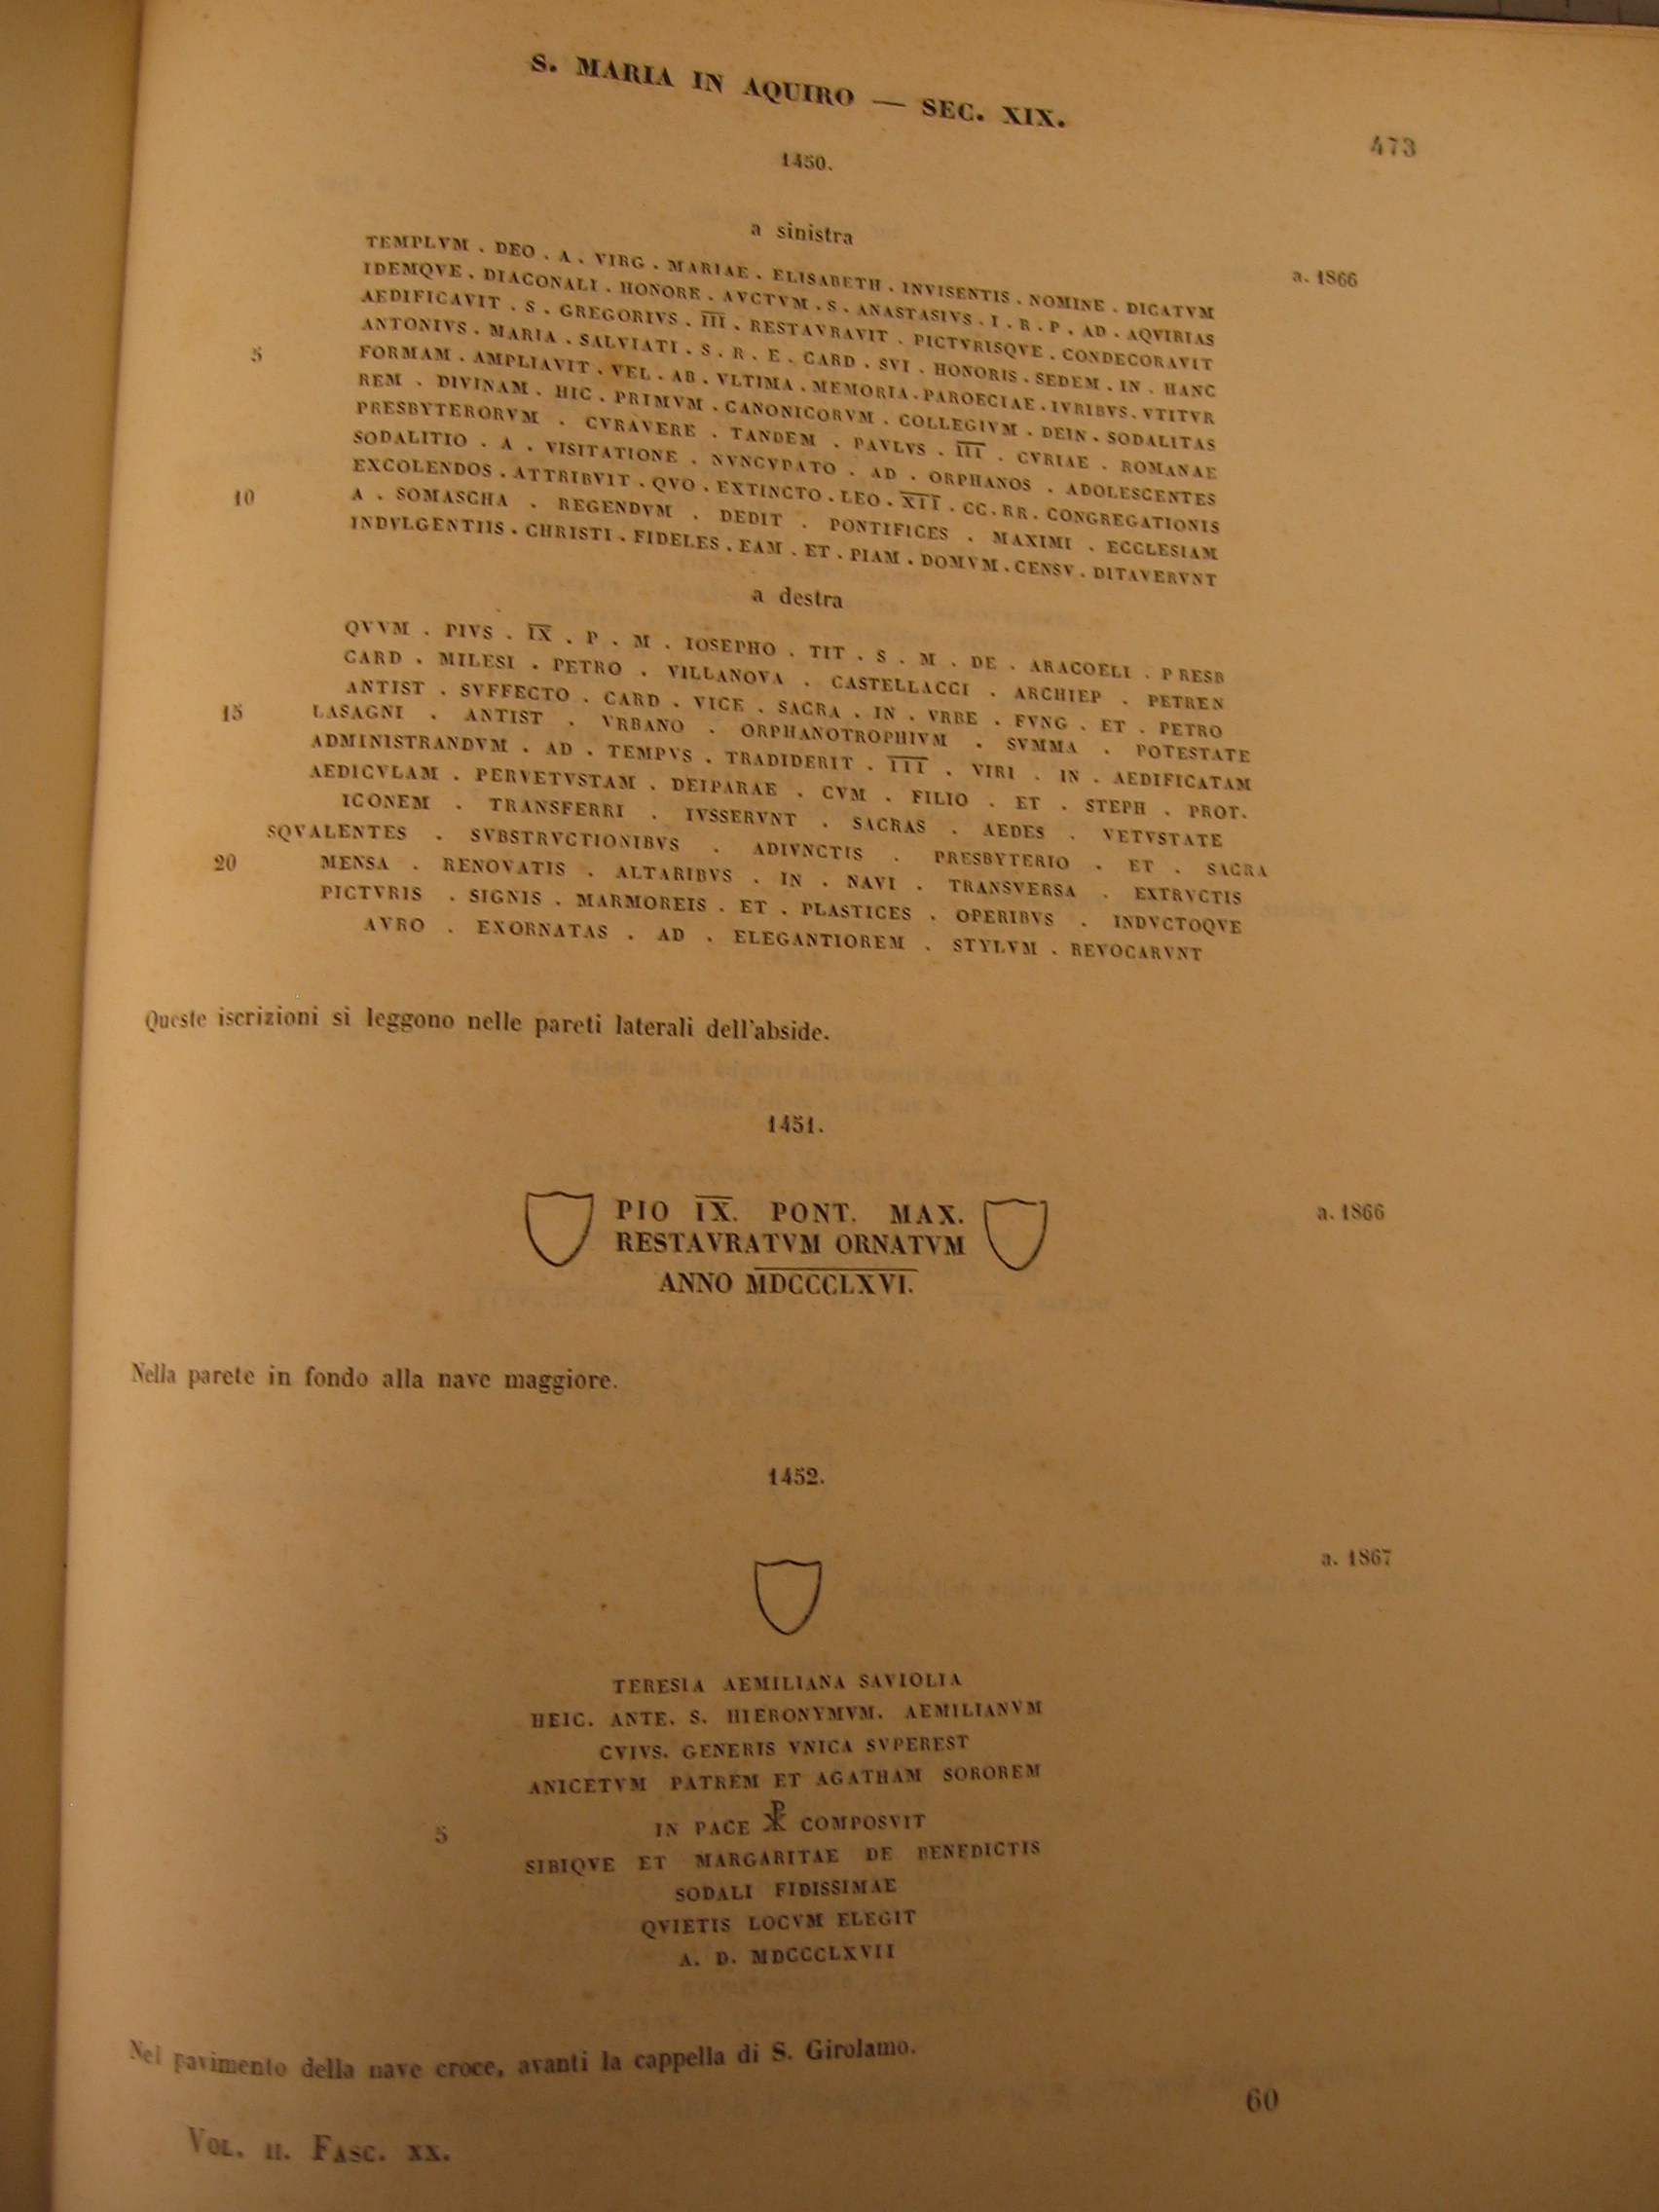 S. MARIA IN AQUIRO — SEC. XIX.
473
1450.
a sinistra
a. 1866
TEMPLVM . DEO . A . VIRG . MARIAE . ELISABETH . INVISENTIS . NOMINE . DICATVM
IDEMQVE . DIACONALI . HONORE . AVCTVM . S . ANASTASIVS . I . R . P . AD . AQVIRIAS
AEDIFICAVIT . S . GREGORIVS . I̅I̅I̅ . RESTAVRAVIT . PICTVRISQVE . CONDECORAVIT
ANTONIVS . MARIA . SALVIATI . S . R . E . CARD . SVI . HONORIS . SEDEM . IN . HANC
5 FORMAM . AMPLIAVIT . VEL . AB . VLTIMA . MEMORIA . PAROECIAE . IVRIBVS . VTITVR
REM . DIVINAM . HIC . PRIMVM . CANONICORVM . COLLEGIVM . DEIN . SODALITAS
PRESBYTERORVM . CVRAVERE . TANDEM . PAVLVS . I̅I̅I̅ . CVRIAE . ROMANAE
SODALITIO . A . VISITATIONE . NVNCVPATO . AD . ORPHANOS . ADOLESCENTES
EXCOLENDOS . ATTRIBVIT . QVO . EXTINCTO . LEO . X̅I̅I̅ . CC . RR . CONGREGATIONIS
10 A . SOMASCHA . REGENDVM . DEDIT . PONTIFICES . MAXIMI . ECCLESIAM
INDVLGENTIIS . CHRISTI . FIDELES . EAM . ET . PIAM . DOMVM . CENSV . DITAVERVNT
a destra
QVVM . PIVS . I̅X̅ . P . M . IOSEPHO . TIT . S . M . DE . ARACOELI . PRESB
CARD . MILESI . PETRO . VILLANOVA . CASTELLACCI . ARCHIEP . PETREN
ANTIST . SVFFECTO . CARD . VICE . SACRA . IN . VRBE . FVNG . ET . PETRO
15 LASAGNI . ANTIST . VRBANO . ORPHANOTROPHIVM . SVMMA . POTESTATE
ADMINISTRANDVM . AD . TEMPVS . TRADIDERIT . I̅I̅I̅ . VIRI . IN . AEDIFICATAM
AEDICVLAM . PERVETVSTAM . DEIPARAE . CVM . FILIO . ET . STEPH . PROT.
ICONEM . TRANSFERRI . IVSSERVNT . SACRAS . AEDES . VETVSTATE
SQVALENTES . SVBSTRVCTIONIBVS . ADIVNCTIS . PRESBYTERIO . ET . SACRA
20 MENSA . RENOVATIS . ALTARIBVS . IN . NAVI . TRANSVERSA . EXTRVCTIS
PICTVRIS . SIGNIS . MARMOREIS . ET . PLASTICES . OPERIBVS . INDVCTOQVE
AVRO . EXORNATAS . AD . ELEGANTIOREM . STYLVM . REVOCARVNT
Queste iscrizioni si leggono nelle pareti laterali dell'abside.
1451.
PIO I̅X̅. PONT. MAX.
a. 1866
RESTAVRATVM ORNATVM
ANNO M̅D̅C̅C̅C̅L̅X̅V̅I̅.
Nella parete in fondo alla nave maggiore.
1452.
a. 1867
TERESIA AEMILIANA SAVIOLIA
HEIC. ANTE. S. HIERONYMVM. AEMILIANVM
CVIVS. GENERIS VNICA SVPEREST
ANICETVM PATREM ET AGATHAM SOROREM
5 IN PACE ☧ COMPOSVIT
SIBIQVE ET MARGARITAE DE BENEDICTIS
SODALI FIDISSIMAE
QVIETIS LOCVM ELEGIT
A. D. MDCCCLXVII
Nel pavimento della nave croce, avanti la cappella di S. Girolamo.
60
VOL. II. FASC. XX.